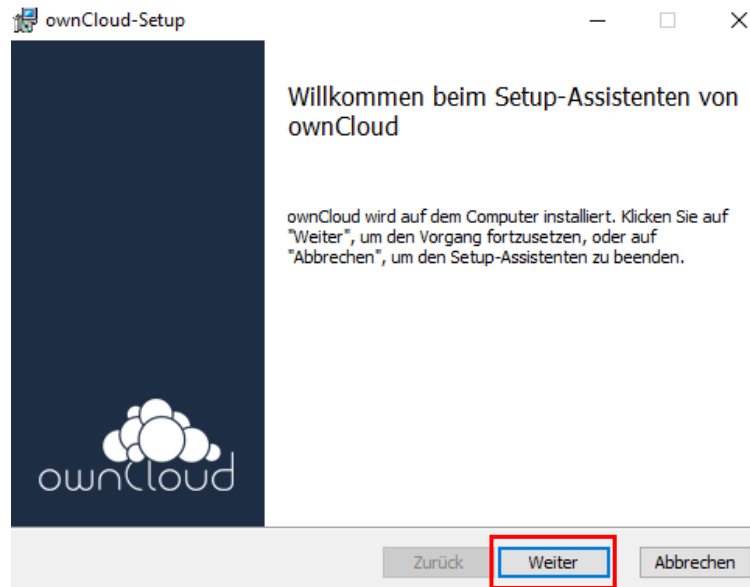 ownCloud-Setup
Willkommen beim Setup-Assistenten von
ownCloud
ownCloud wird auf dem Computer installiert. Klicken Sie auf
"Weiter", um den Vorgang fortzusetzen, oder auf
"Abbrechen", um den Setup-Assistenten zu beenden.
ownCloud
Zurück
Weiter
Abbrechen